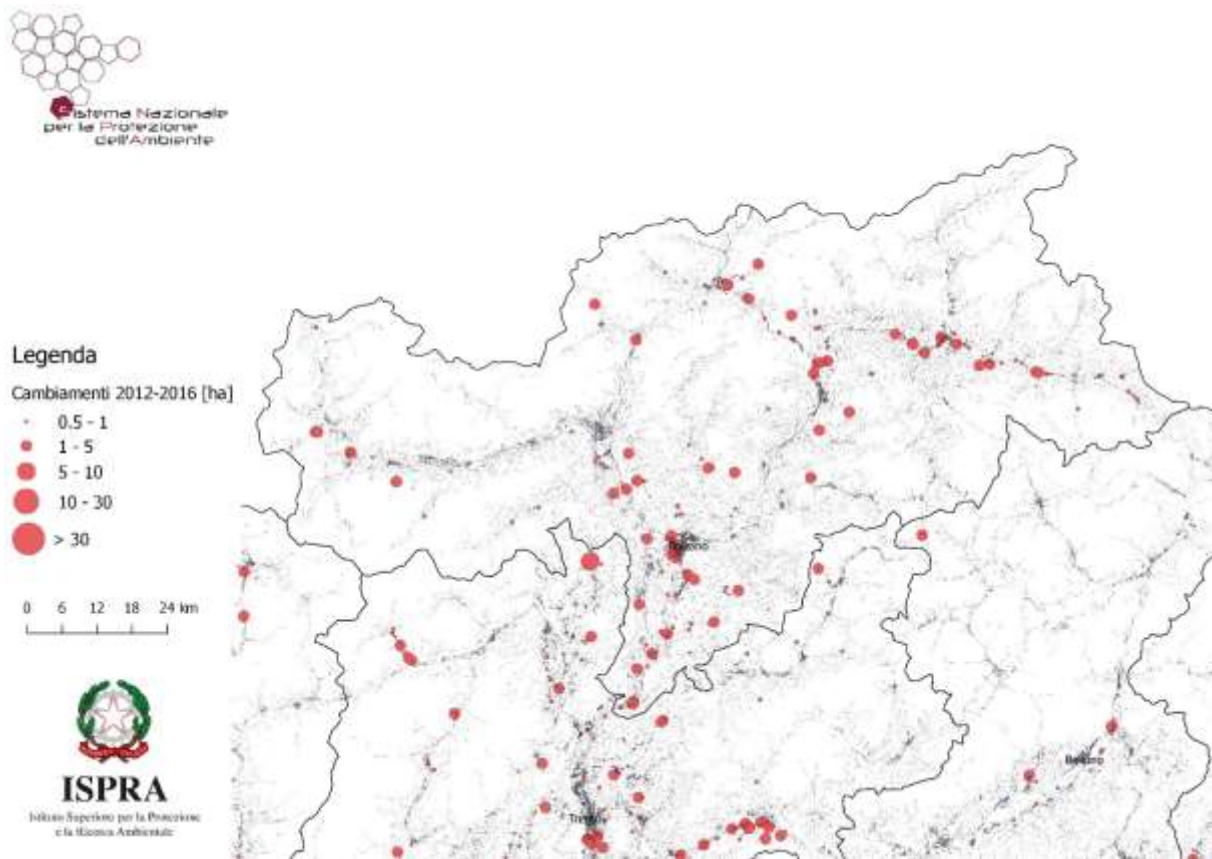 Sistema Nazionale
per la Protezione
dell'Ambiente
Legenda
Cambiamenti 2012-2016 [ha]
0.5 - 1
1 - 5
5 - 10
10 - 30
> 30
0 6 12 18 24 km
ISPRA
Istituto Superiore per la Protezione
e la Ricerca Ambientale
Bolzano
Belluno
Trento